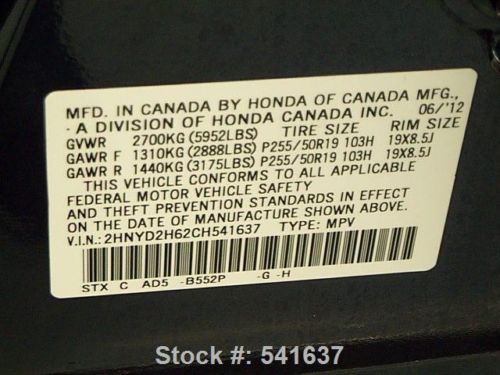 MFD. IN CANADA BY HONDA OF CANADA MFG.,
- A DIVISION OF HONDA CANADA INC. 06/'12
GVWR 2700KG (5952LBS) TIRE SIZE RIM SIZE
GAWR F 1310KG (2888LBS) P255/50R19 103H 19X8.5J
GAWR R 1440KG (3175LBS) P255/50R19 103H 19X8.5J
THIS VEHICLE CONFORMS TO ALL APPLICABLE
FEDERAL MOTOR VEHICLE SAFETY
AND THEFT PREVENTION STANDARDS IN EFFECT
ON THE DATE OF MANUFACTURE SHOWN ABOVE.
V.I.N.: 2HNYD2H62CH541637 TYPE: MPV
STX C AD5 -B552P -G -H
Stock #: 541637